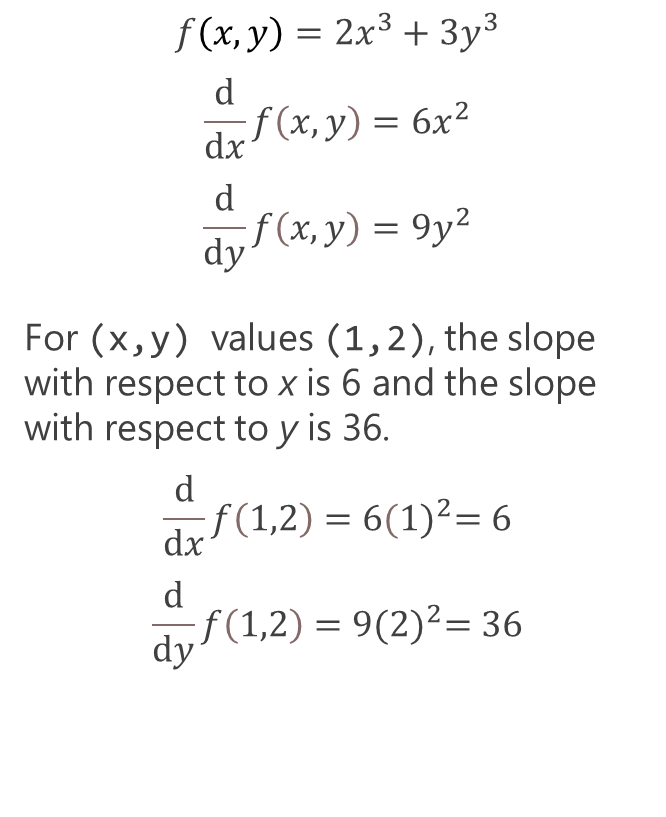 f(x, y) = 2x³ + 3y³
d/dx f(x, y) = 6x²
d/dy f(x, y) = 9y²
For (x,y) values (1,2), the slope
with respect to x is 6 and the slope
with respect to y is 36.
d/dx f(1,2) = 6(1)²= 6
d/dy f(1,2) = 9(2)²= 36